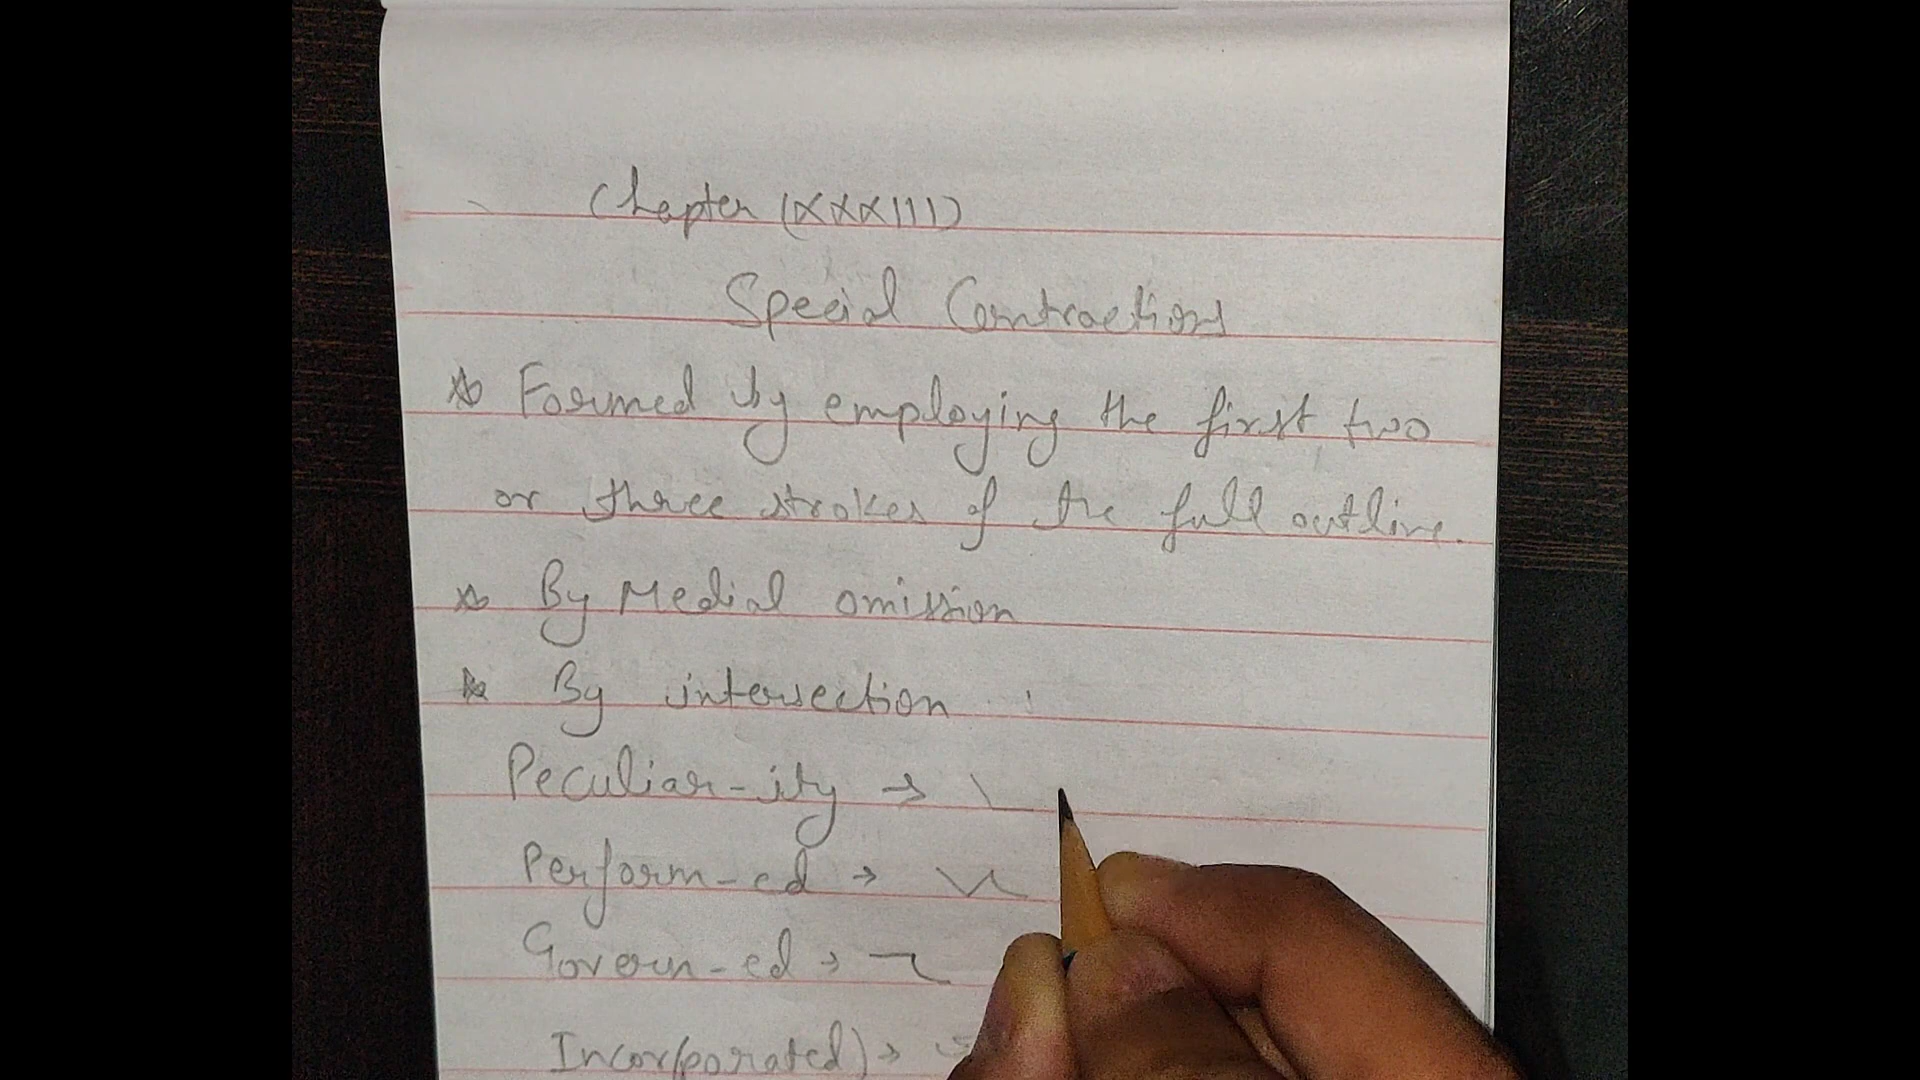 Chapter (XXXIII)
Special Contractions
Formed by employing the first two
or three strokes of the full outline.
By Medial omission
By intersection
Peculiar-ity →
Perform-ed →
Govern-ed →
Incor(porated) →